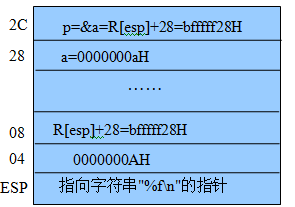 2C p=&a=R[esp]+28=bfffff28H
28 a=0000000aH
……
08 R[esp]+28=bfffff28H
04 0000000AH
ESP 指向字符串"%f\n"的指针